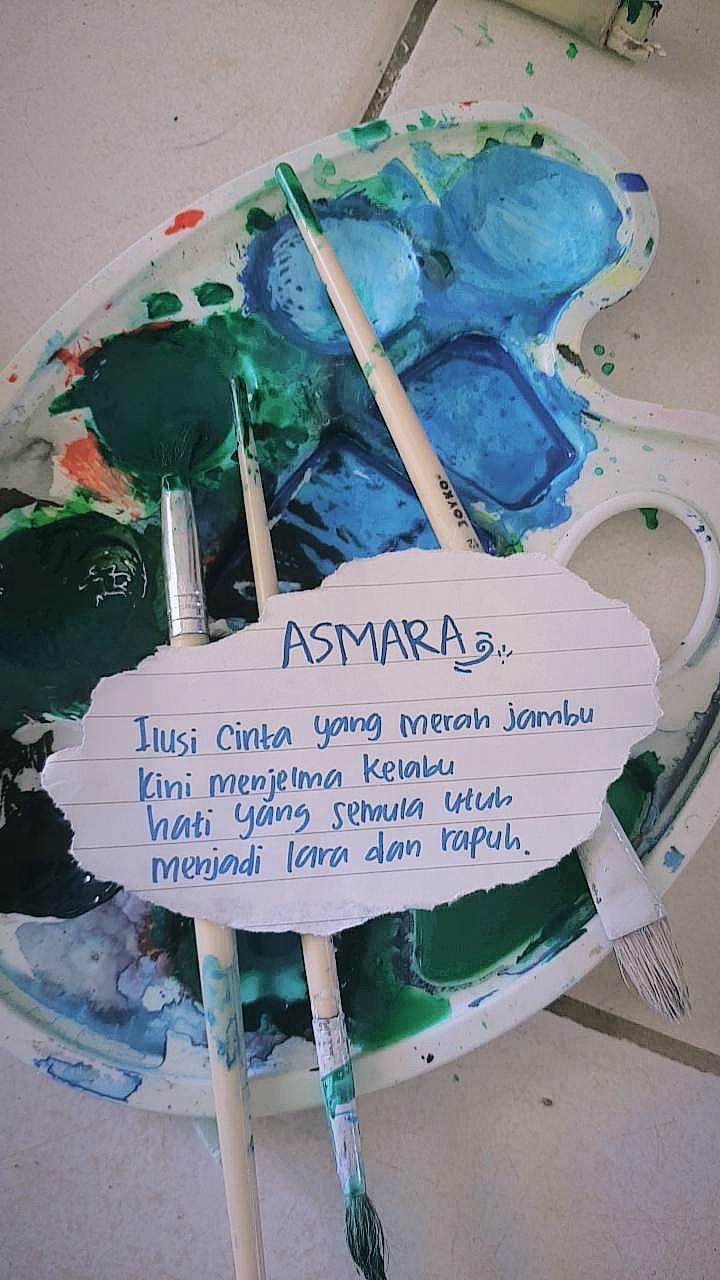 JOYKO
ASMARA
Ilusi Cinta yang merah jambu
Kini menjelma Kelabu
hati yang semula utuh
menjadi lara dan rapuh.